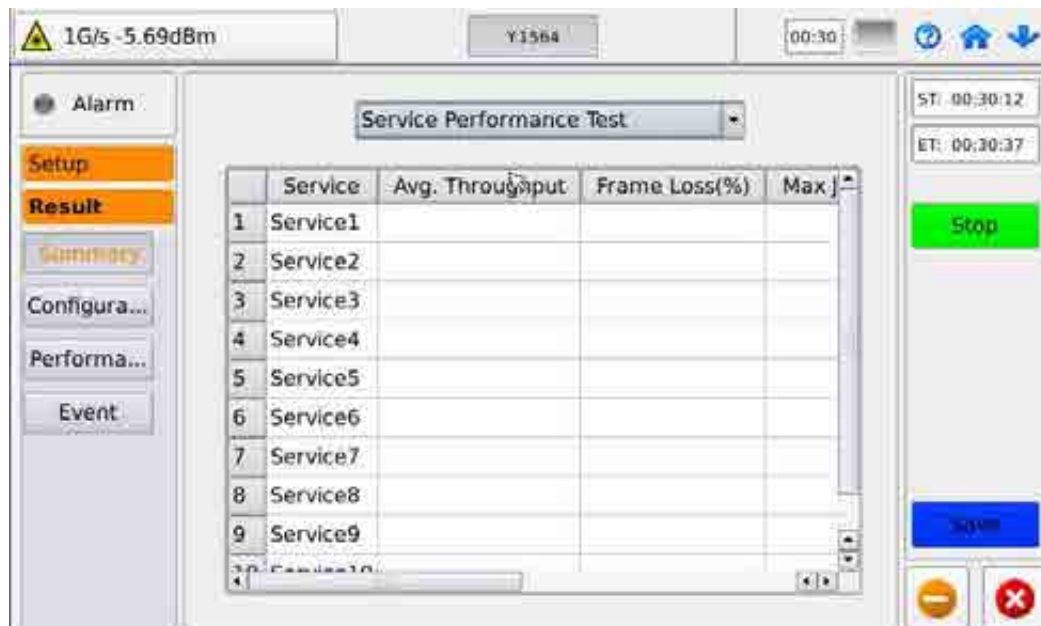 1G/s -5.69dBm
Y1564
00:30
Alarm
Setup
Result
Summary
Configura...
Performa...
Event
Service Performance Test
Service Avg. Throughput Frame Loss(%) Max J
1 Service1
2 Service2
3 Service3
4 Service4
5 Service5
6 Service6
7 Service7
8 Service8
9 Service9
10 Service10
ST: 00:30:12
ET: 00:30:37
Stop
Save